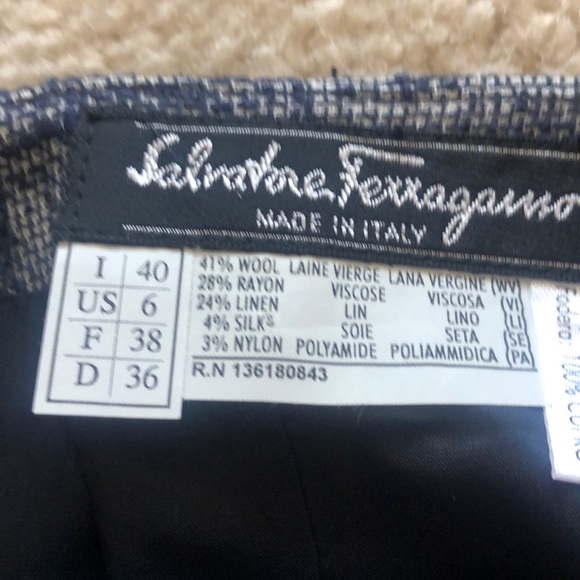 Salvatore Ferragamo
MADE IN ITALY
I 40
US 6
F 38
D 36
41% WOOL LAINE VIERGE LANA VERGINE (WV)
28% RAYON VISCOSE VISCOSA (VI)
24% LINEN LIN LINO (LI)
4% SILK SOIE SETA (SE)
3% NYLON POLYAMIDE POLIAMMIDICA (PA)
R.N 136180843
100%